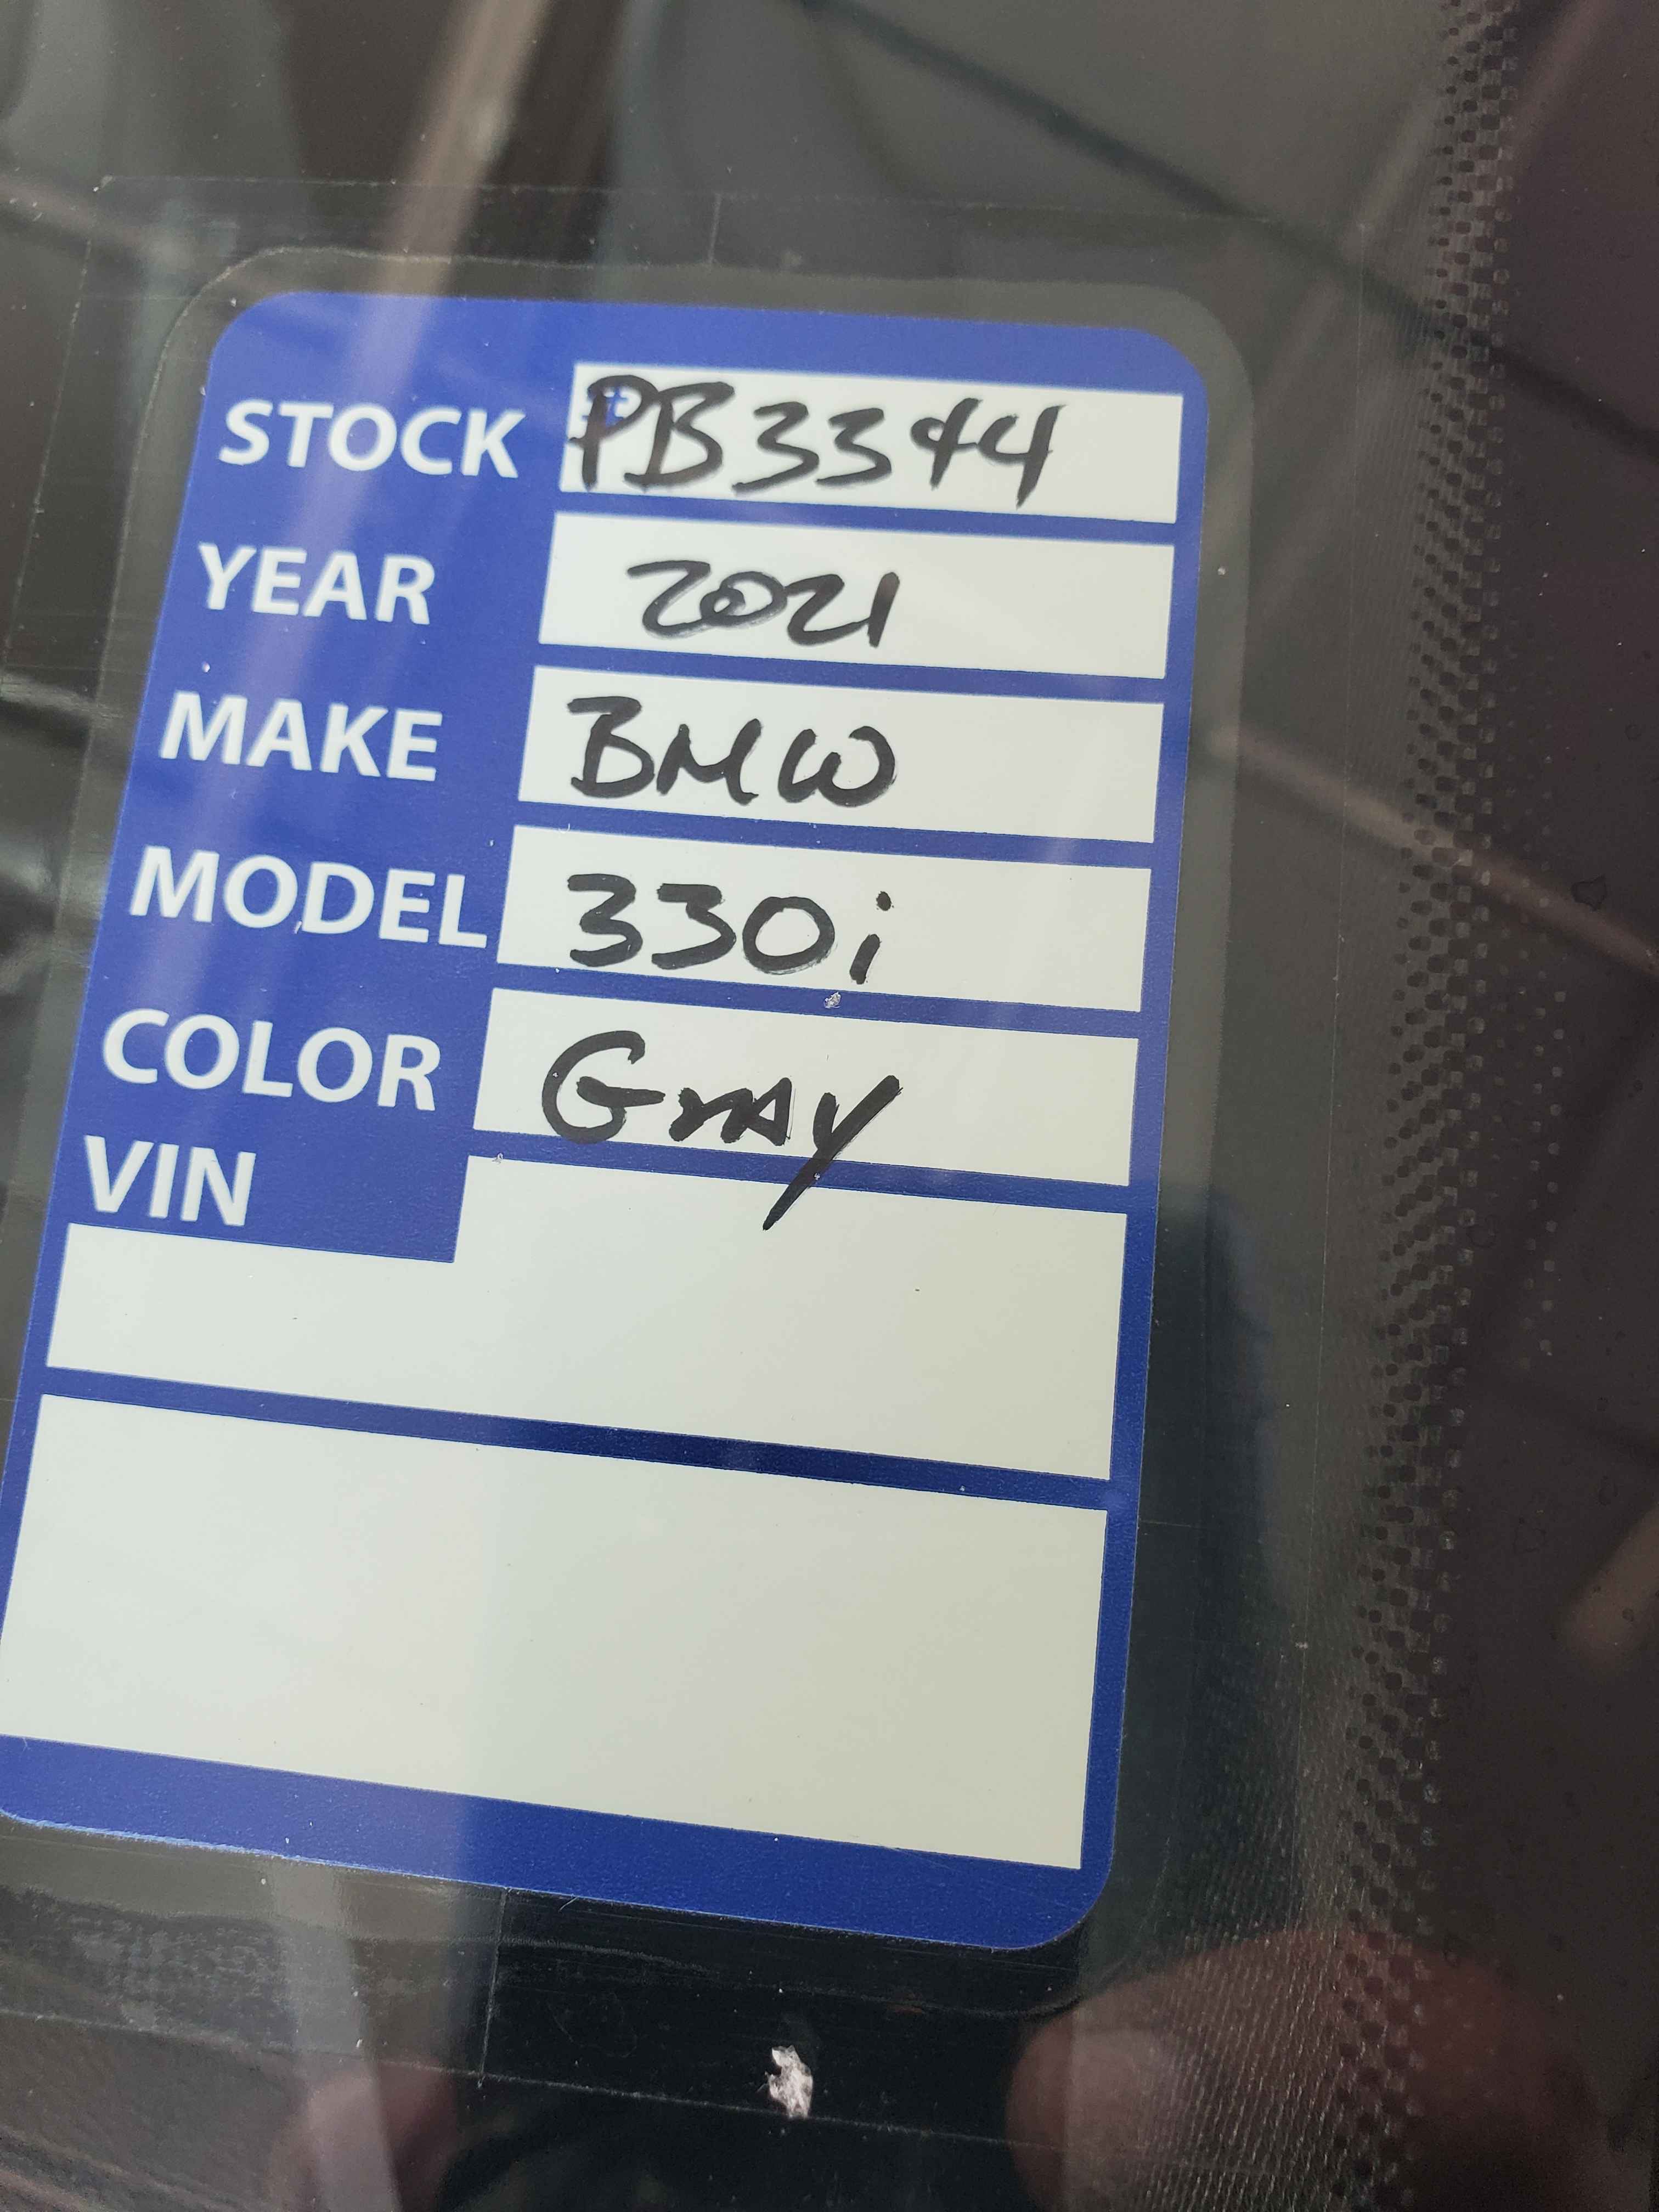 STOCK # PB3344
YEAR 2021
MAKE BMW
MODEL 330i
COLOR Gray
VIN